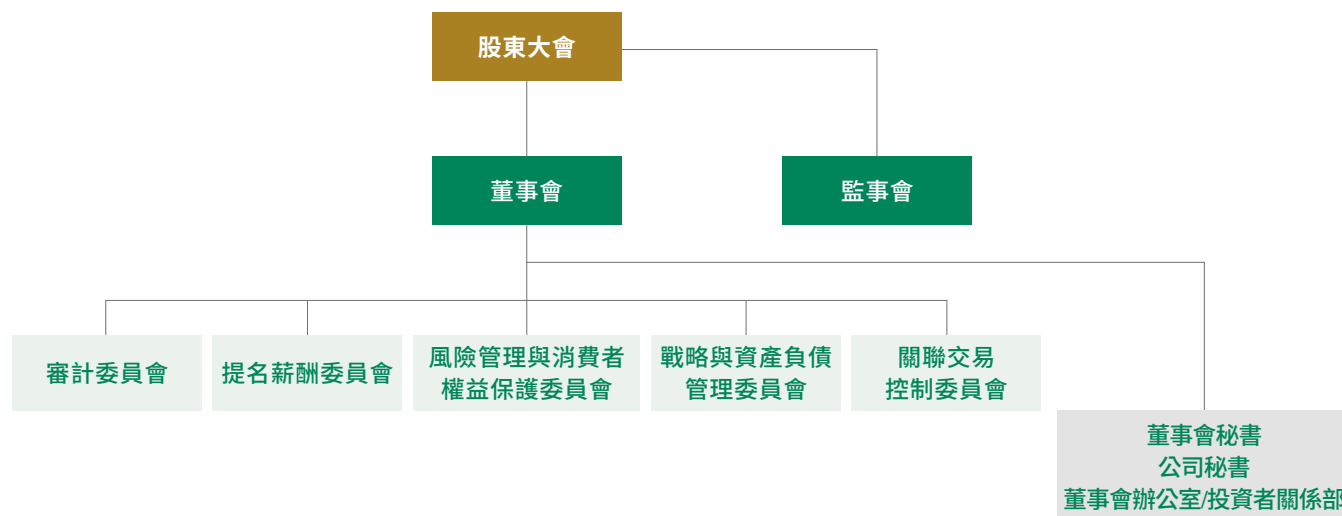 股東大會
董事會
監事會
審計委員會
提名薪酬委員會
風險管理與消費者
權益保護委員會
戰略與資產負債
管理委員會
關聯交易
控制委員會
董事會秘書
公司秘書
董事會辦公室/投資者關係部